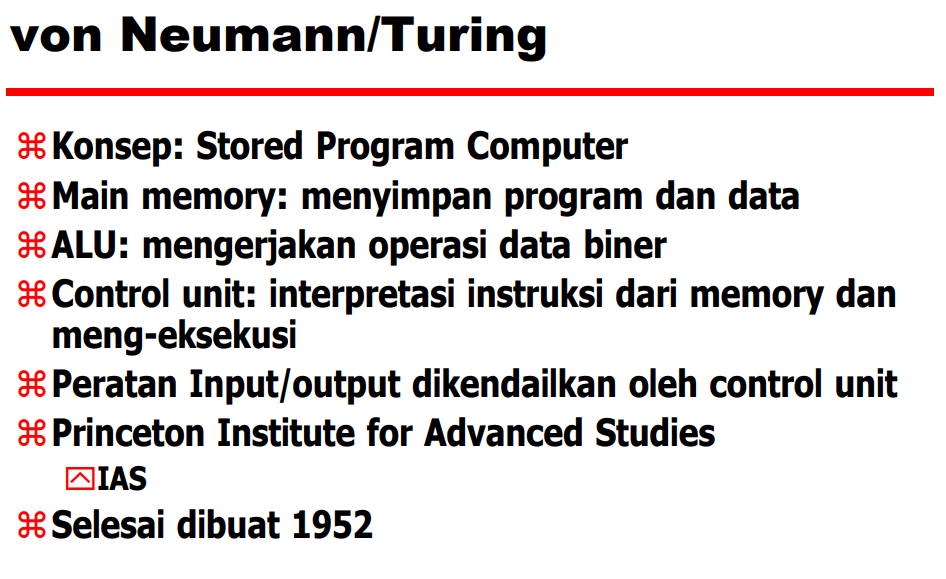 von Neumann/Turing
⌘Konsep: Stored Program Computer
⌘Main memory: menyimpan program dan data
⌘ALU: mengerjakan operasi data biner
⌘Control unit: interpretasi instruksi dari memory dan
meng-eksekusi
⌘Peratan Input/output dikendailkan oleh control unit
⌘Princeton Institute for Advanced Studies
IAS
⌘Selesai dibuat 1952